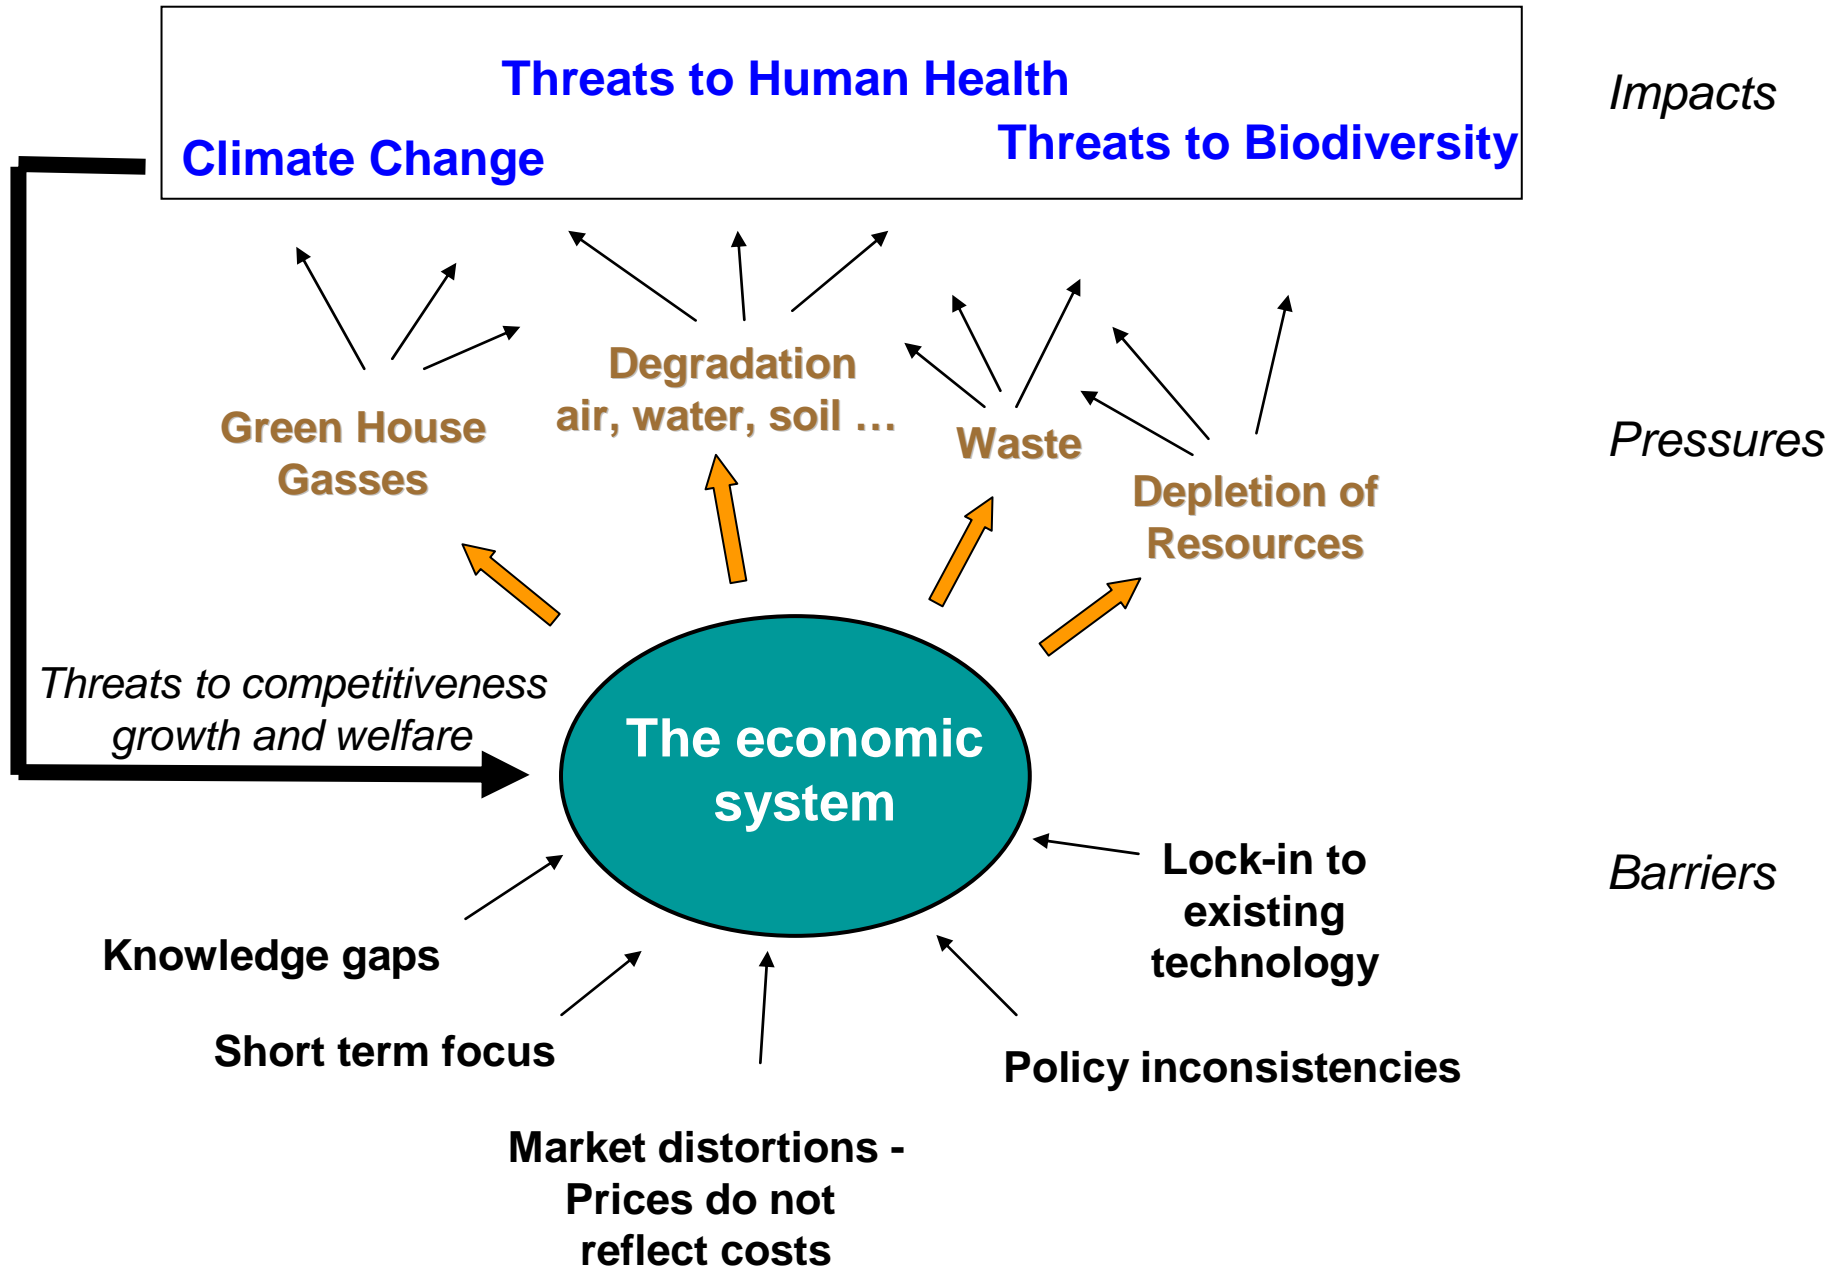 Threats to Human Health
Impacts
Climate Change
Threats to Biodiversity
Degradation
air, water, soil …
Green House
Gasses
Waste
Pressures
Depletion of
Resources
Threats to competitiveness
growth and welfare
The economic
system
Lock-in to
existing
technology
Barriers
Knowledge gaps
Short term focus
Policy inconsistencies
Market distortions -
Prices do not
reflect costs